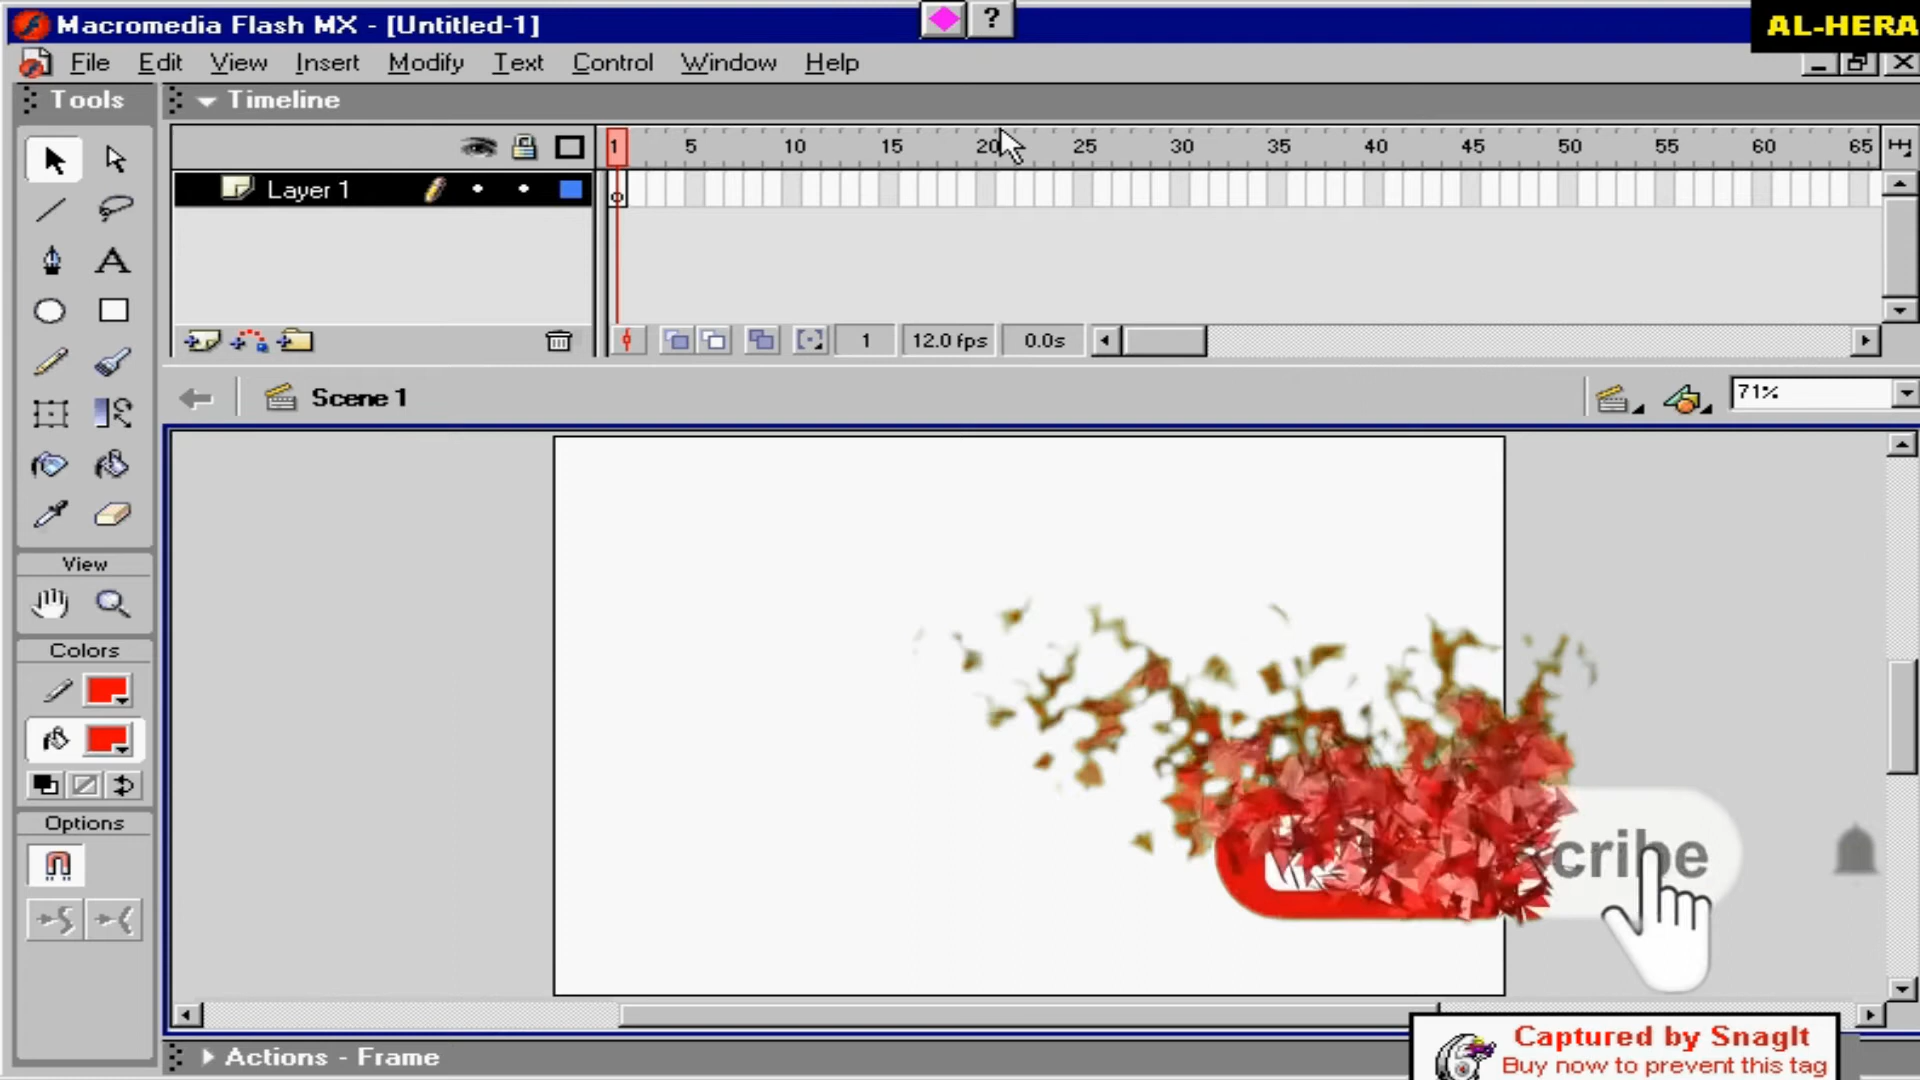 Macromedia Flash MX - [Untitled-1]
?
AL-HERA
File Edit View Insert Modify Text Control Window Help
Tools
Timeline
1 5 10 15 20 25 30 35 40 45 50 55 60 65
Layer 1
1 12.0 fps 0.0s
Scene 1
71%
View
Colors
Options
cribe
Actions - Frame
Captured by SnagIt
Buy now to prevent this tag